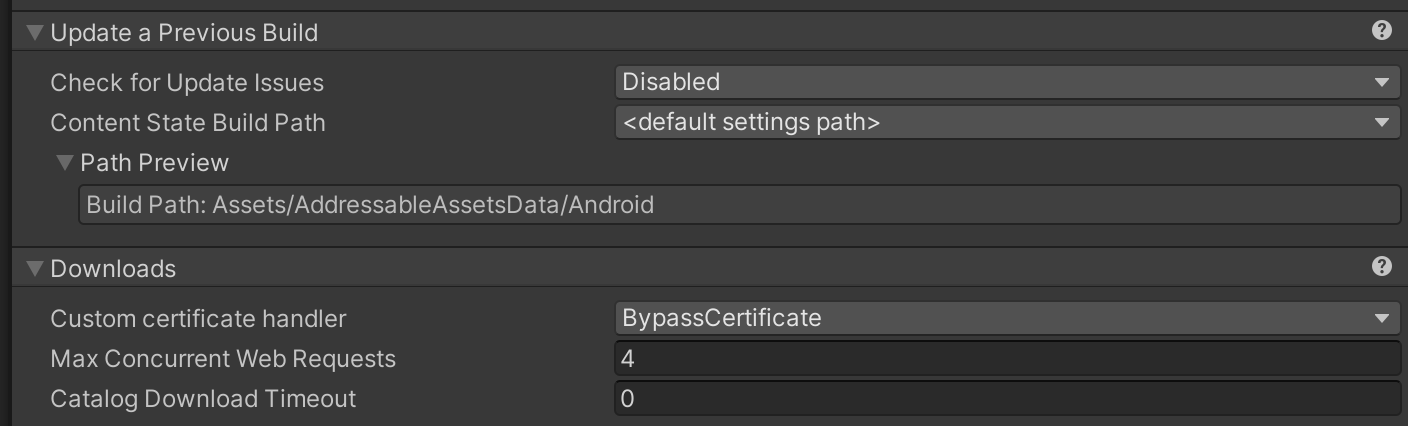 Update a Previous Build
Check for Update Issues Disabled
Content State Build Path <default settings path>
Path Preview
Build Path: Assets/AddressableAssetsData/Android
Downloads
Custom certificate handler BypassCertificate
Max Concurrent Web Requests 4
Catalog Download Timeout 0